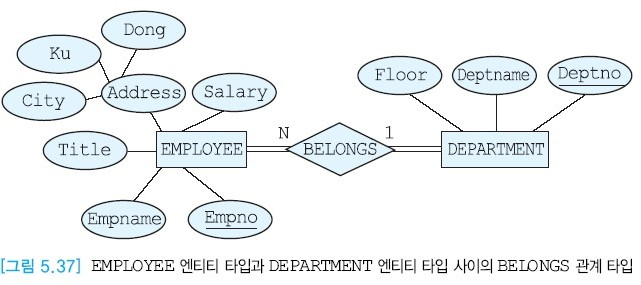 Dong
Ku
City
Address
Salary
Floor
Deptname
Deptno
Title
EMPLOYEE
N
BELONGS
1
DEPARTMENT
Empname
Empno
[그림 5.37] EMPLOYEE 엔티티 타입과 DEPARTMENT 엔티티 타입 사이의 BELONGS 관계 타입